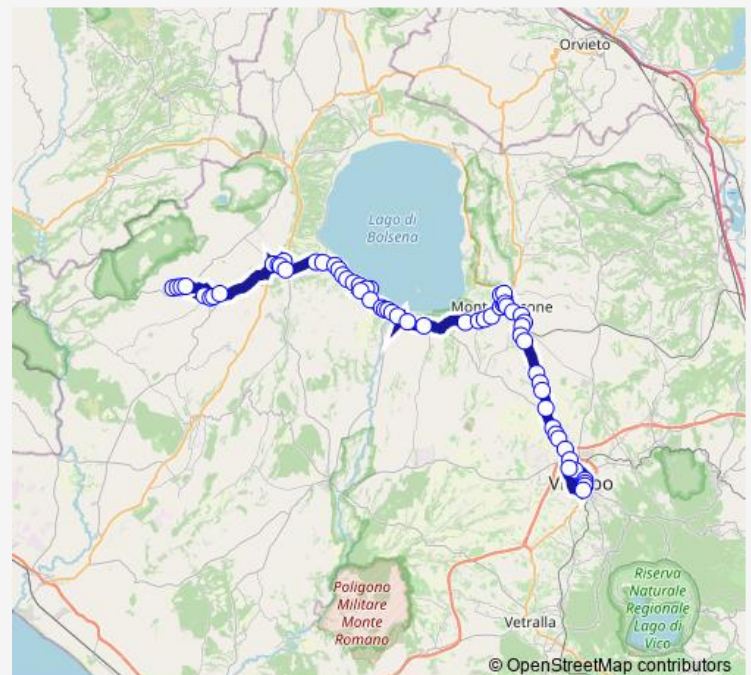 Orvieto
Lago di
Bolsena
Poligono
Militare
Monte
Romano
Riserva
Naturale
Regionale
Lago di
Vico
Vetralla
© OpenStreetMap contributors